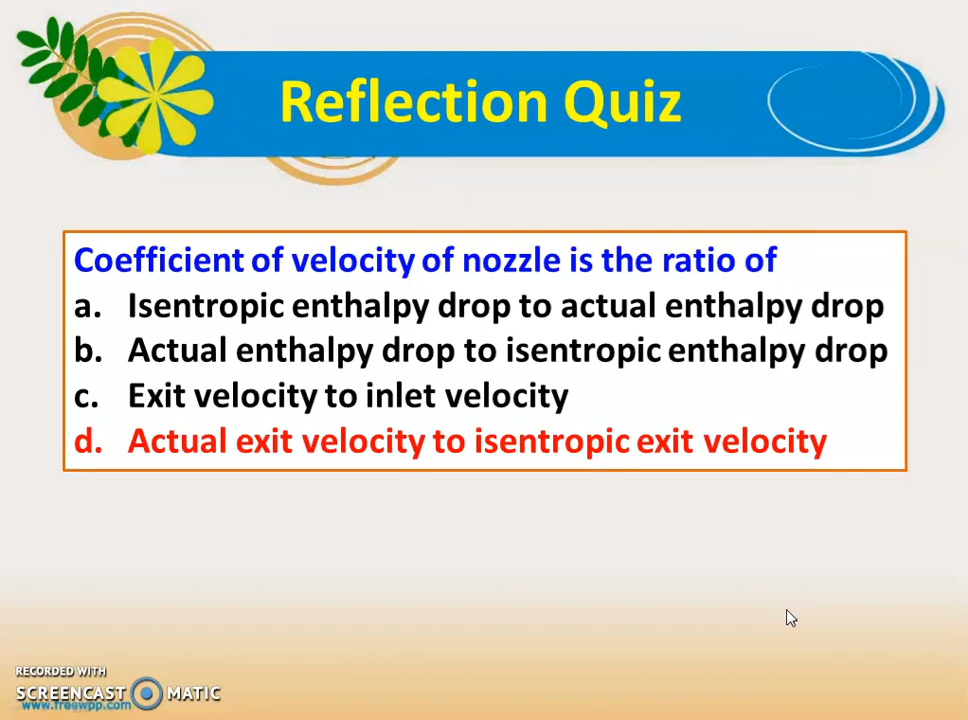 Reflection Quiz
Coefficient of velocity of nozzle is the ratio of
a. Isentropic enthalpy drop to actual enthalpy drop
b. Actual enthalpy drop to isentropic enthalpy drop
c. Exit velocity to inlet velocity
d. Actual exit velocity to isentropic exit velocity
RECORDED WITH
SCREENCAST MATIC
www.freewpp.com